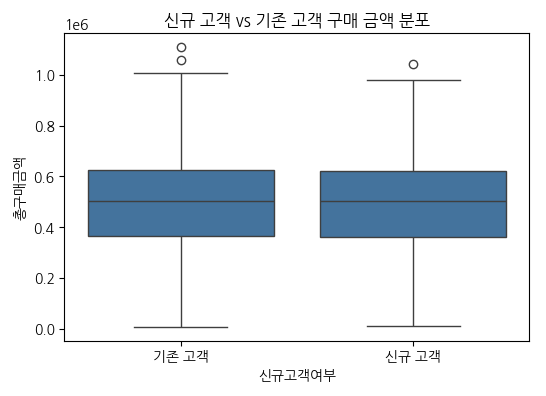 신규 고객 vs 기존 고객 구매 금액 분포
1e6
1.0
0.8
0.6
0.4
0.2
0.0
총구매금액
기존 고객
신규 고객
신규고객여부